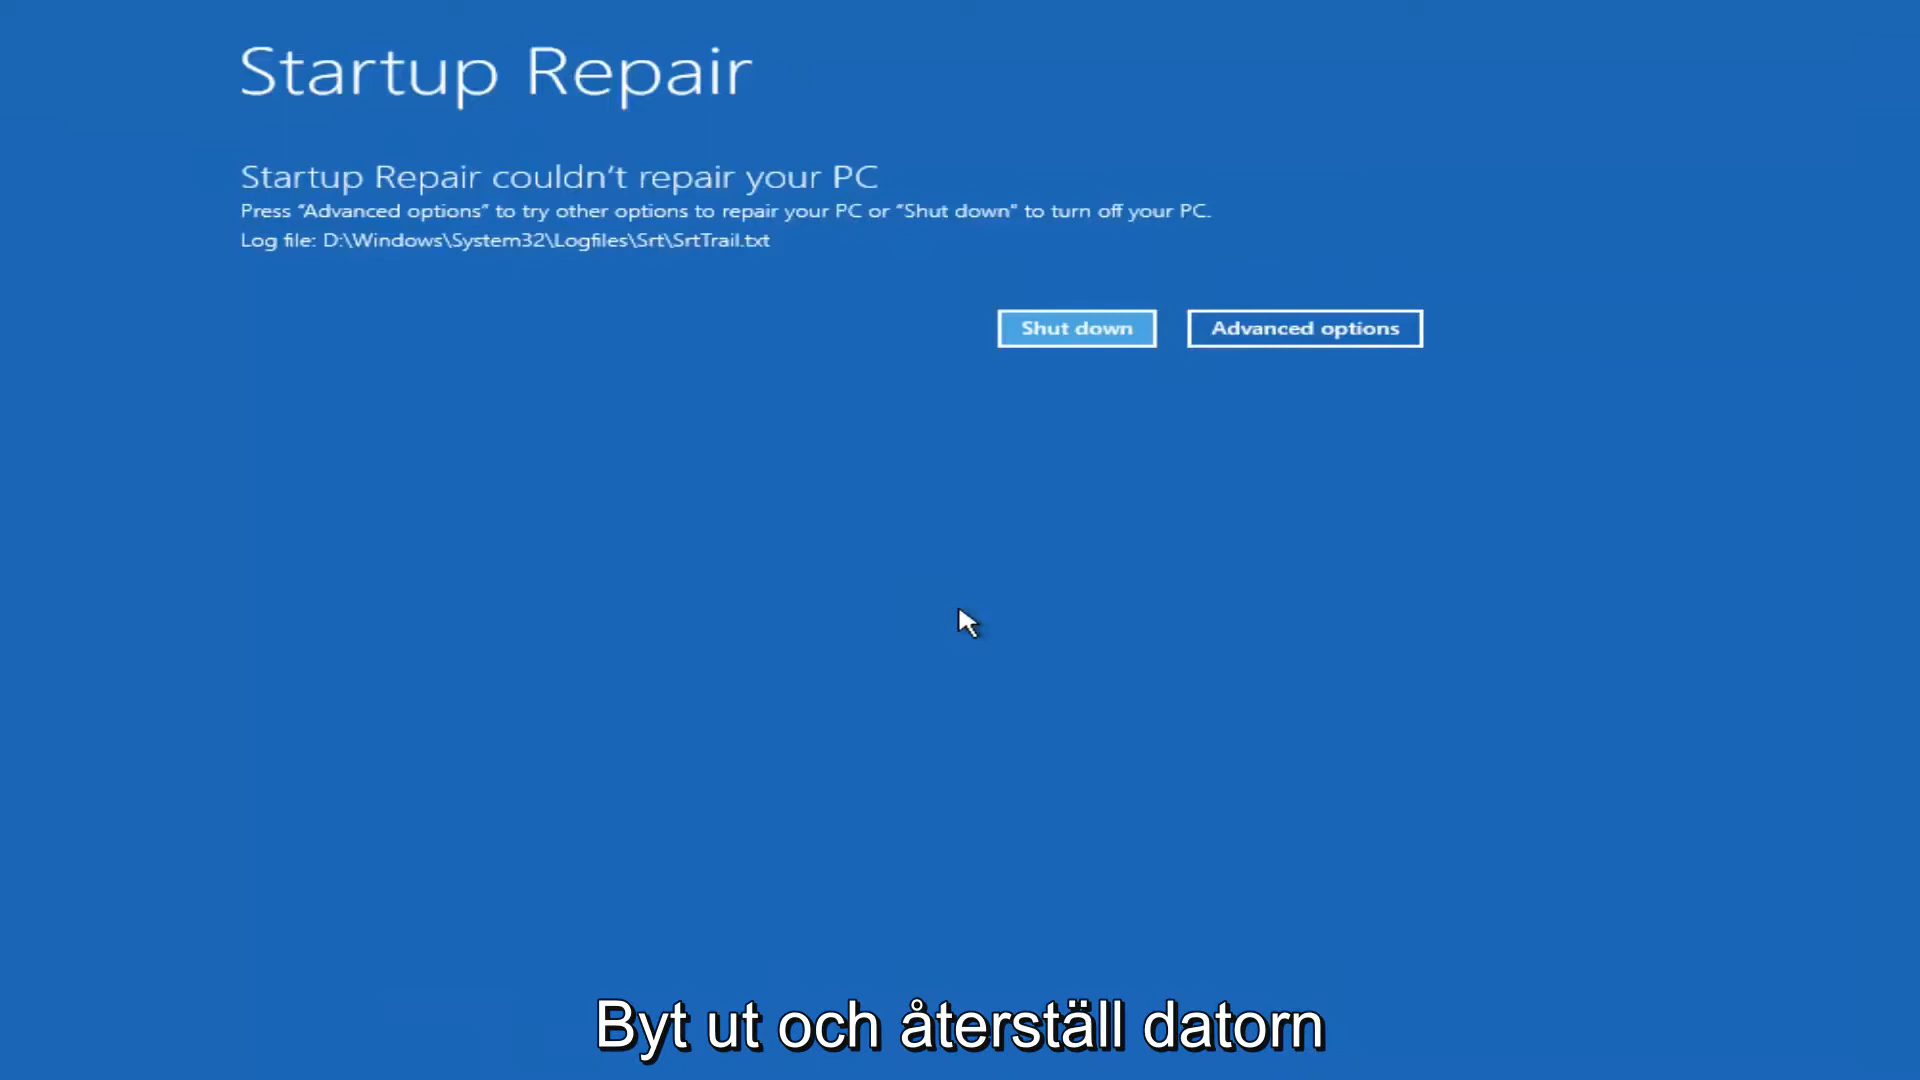 Startup Repair
Startup Repair couldn't repair your PC
Press "Advanced options" to try other options to repair your PC or "Shut down" to turn off your PC.
Log file: D:\Windows\System32\Logfiles\Srt\SrtTrail.txt
Shut down
Advanced options
Byt ut och återställ datorn